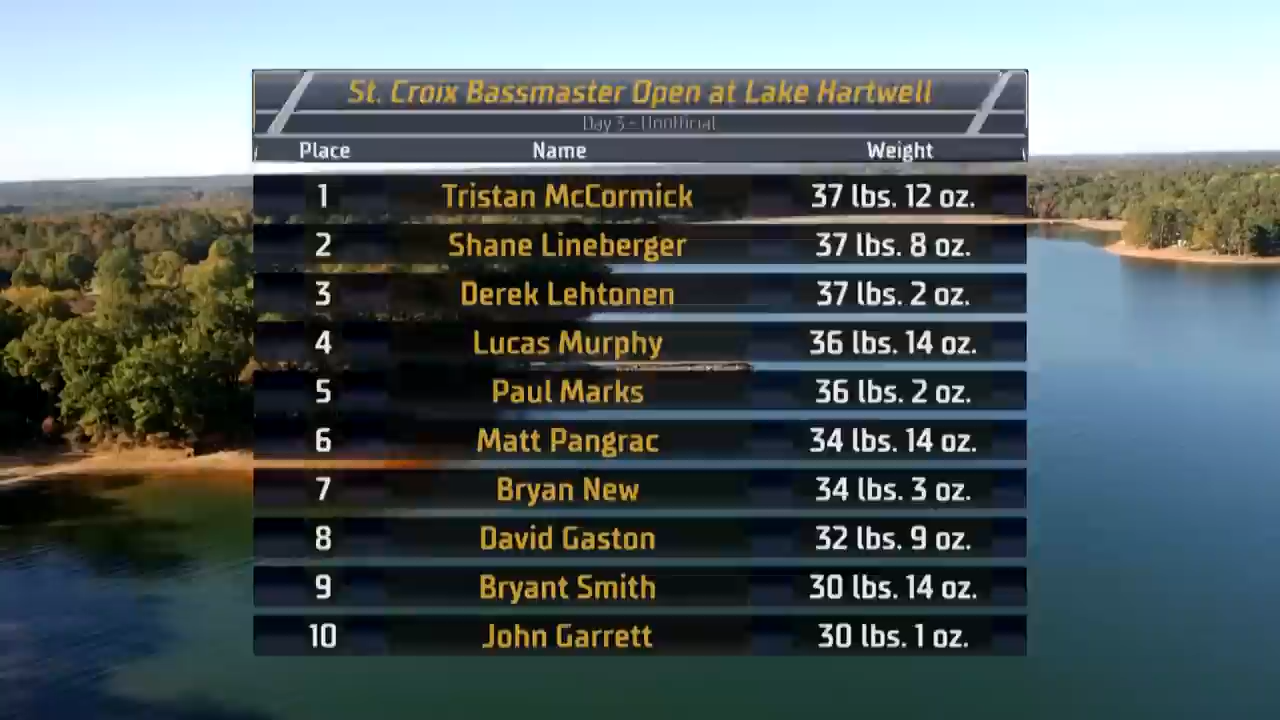 St. Croix Bassmaster Open at Lake Hartwell
Day 3 - Unofficial
Place Name Weight
1 Tristan McCormick 37 lbs. 12 oz.
2 Shane Lineberger 37 lbs. 8 oz.
3 Derek Lehtonen 37 lbs. 2 oz.
4 Lucas Murphy 36 lbs. 14 oz.
5 Paul Marks 36 lbs. 2 oz.
6 Matt Pangrac 34 lbs. 14 oz.
7 Bryan New 34 lbs. 3 oz.
8 David Gaston 32 lbs. 9 oz.
9 Bryant Smith 30 lbs. 14 oz.
10 John Garrett 30 lbs. 1 oz.